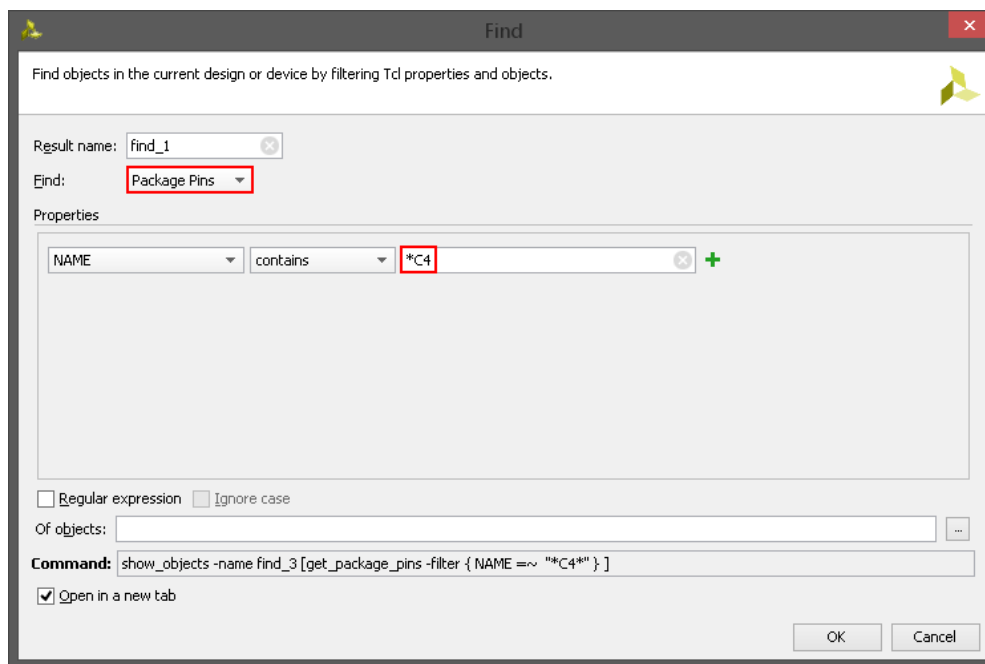 Find
Find objects in the current design or device by filtering Tcl properties and objects.
Result name: find_1
Find: Package Pins
Properties
NAME contains *C4
Regular expression Ignore case
Of objects: ...
Command: show_objects -name find_3 [get_package_pins -filter { NAME =~ "*C4*" } ]
Open in a new tab
OK Cancel